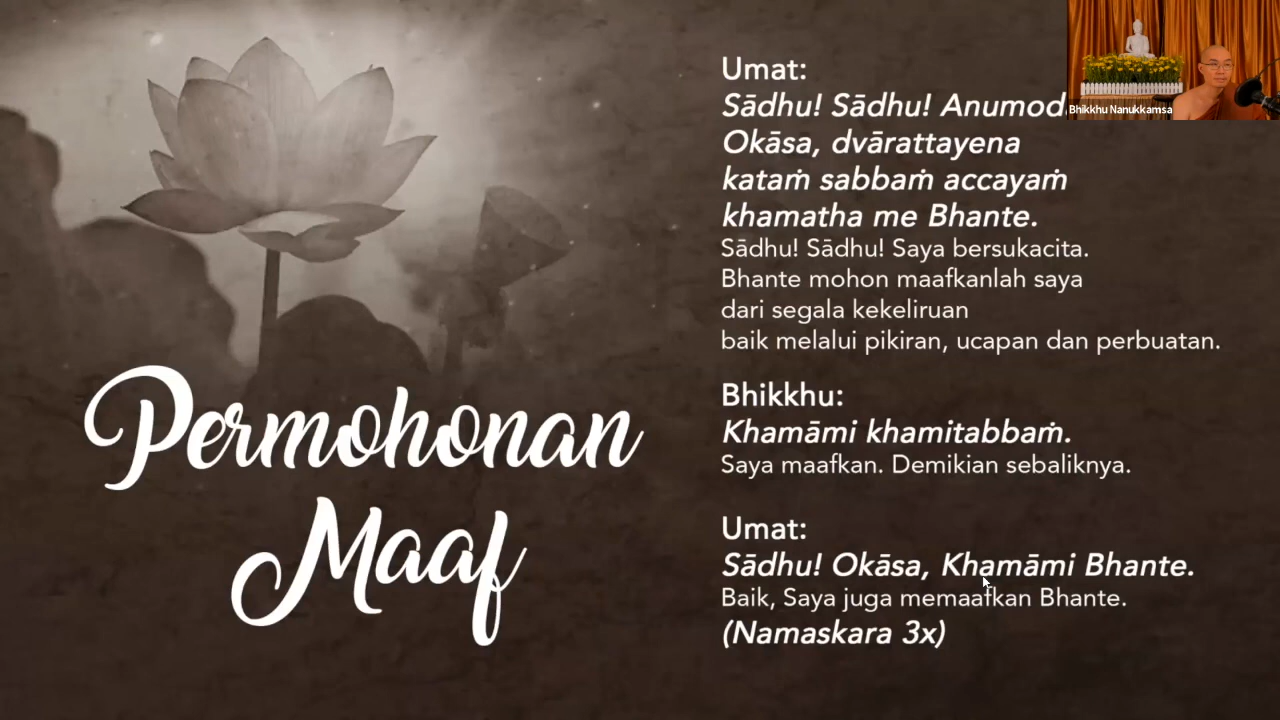 Permohonan
Maaf
Umat:
Sādhu! Sādhu! Anumod
Okāsa, dvārattayena
kataṁ sabbaṁ accayaṁ
khamatha me Bhante.
Sādhu! Sādhu! Saya bersukacita.
Bhante mohon maafkanlah saya
dari segala kekeliruan
baik melalui pikiran, ucapan dan perbuatan.
Bhikkhu:
Khamāmi khamitabbaṁ.
Saya maafkan. Demikian sebaliknya.
Umat:
Sādhu! Okāsa, Khamāmi Bhante.
Baik, Saya juga memaafkan Bhante.
(Namaskara 3x)
Bhikkhu Nanukkamsa